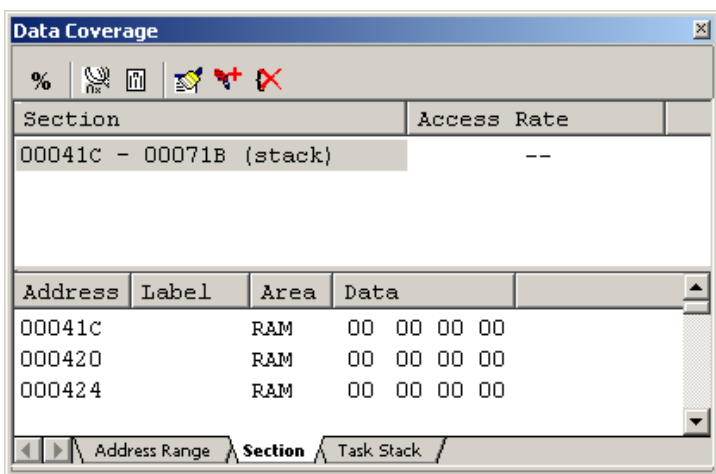 Data Coverage
%
Section Access Rate
00041C - 00071B (stack) --
Address Label Area Data
00041C RAM 00 00 00 00
000420 RAM 00 00 00 00
000424 RAM 00 00 00 00
Address Range Section Task Stack